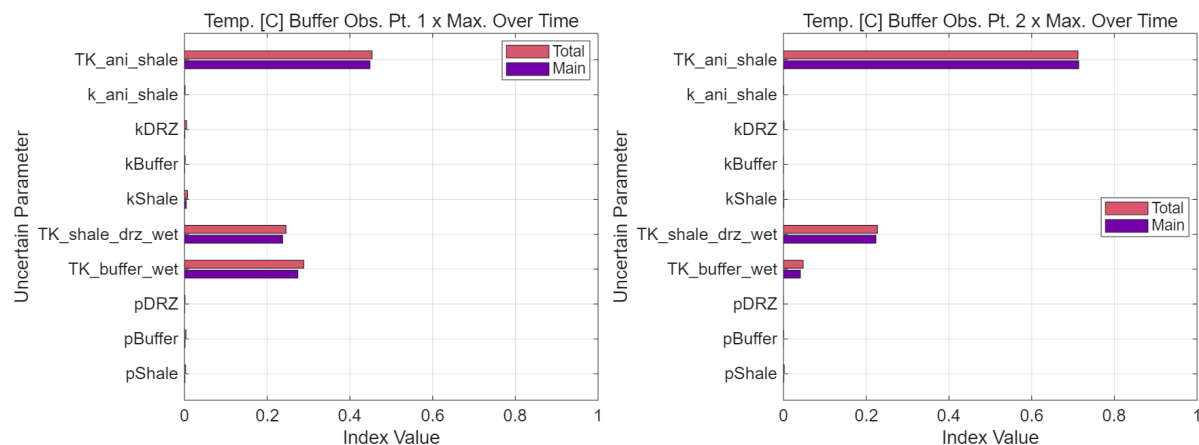 Temp. [C] Buffer Obs. Pt. 1 x Max. Over Time
Uncertain Parameter
TK_ani_shale
k_ani_shale
kDRZ
kBuffer
kShale
TK_shale_drz_wet
TK_buffer_wet
pDRZ
pBuffer
pShale
Total
Main
0 0.2 0.4 0.6 0.8 1
Index Value
Temp. [C] Buffer Obs. Pt. 2 x Max. Over Time
Uncertain Parameter
TK_ani_shale
k_ani_shale
kDRZ
kBuffer
kShale
TK_shale_drz_wet
TK_buffer_wet
pDRZ
pBuffer
pShale
Total
Main
0 0.2 0.4 0.6 0.8 1
Index Value